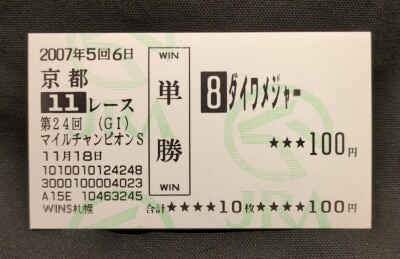 2007年5回6日
京都
11レース
第24回 (GI)
マイルチャンピオンS
11月18日
1010010124248
3000100004023
A15E 10463245
WINS札幌
WIN
単勝
WIN
8 ダイワメジャー
★★★100円
合計★★★★10枚★★★★100円
JRA